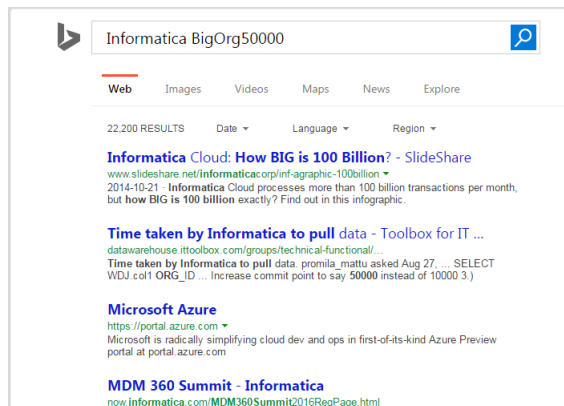 Informatica BigOrg50000
Web Images Videos Maps News Explore
22,200 RESULTS Date Language Region
Informatica Cloud: How BIG is 100 Billion? - SlideShare
www.slideshare.net/informaticacorp/inf-agraphic-100billion
2014-10-21 · Informatica Cloud processes more than 100 billion transactions per month,
but how BIG is 100 billion exactly? Find out in this infographic.
Time taken by Informatica to pull data - Toolbox for IT ...
datawarehouse.ittoolbox.com/groups/technical-functional/...
Time taken by Informatica to pull data. promila_mattu asked Aug 27, ... SELECT
WDJ.col1 ORG_ID ... Increase commit point to say 50000 instead of 10000 3.)
Microsoft Azure
https://portal.azure.com
Microsoft is radically simplifying cloud dev and ops in first-of-its-kind Azure Preview
portal at portal.azure.com
MDM 360 Summit - Informatica
now.informatica.com/MDM360Summit2016RegPage.html